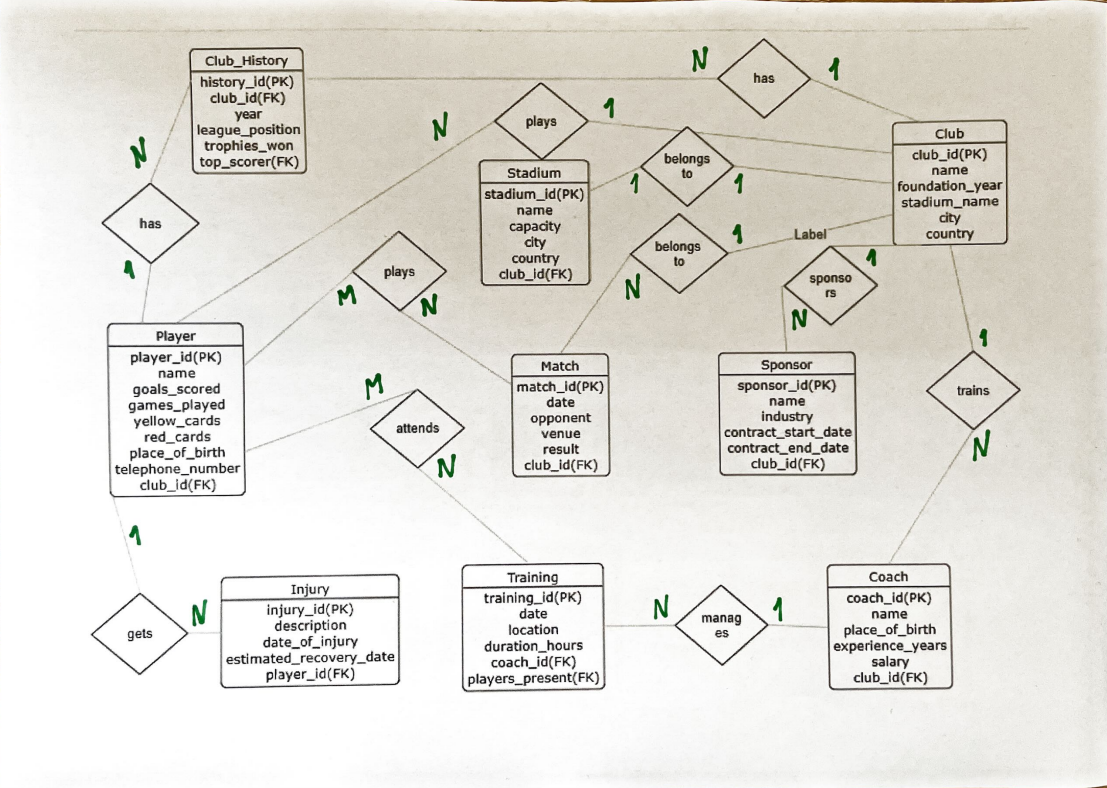 Club_History
history_id(PK)
club_id(FK)
year
league_position
trophies_won
top_scorer(FK)
N
has
1
N
plays
1
Club
club_id(PK)
name
foundation_year
stadium_name
city
country
Stadium
stadium_id(PK)
name
capacity
city
country
club_id(FK)
belongs
to
1
1
N
has
1
belongs
to
1
N
Label
sponso
rs
1
N
plays
M
N
Player
player_id(PK)
name
goals_scored
games_played
yellow_cards
red_cards
place_of_birth
telephone_number
club_id(FK)
Match
match_id(PK)
date
opponent
venue
result
club_id(FK)
Sponsor
sponsor_id(PK)
name
industry
contract_start_date
contract_end_date
club_id(FK)
1
trains
N
M
attends
N
1
gets
N
Injury
injury_id(PK)
description
date_of_injury
estimated_recovery_date
player_id(FK)
Training
training_id(PK)
date
location
duration_hours
coach_id(FK)
players_present(FK)
N
manag
es
1
Coach
coach_id(PK)
name
place_of_birth
experience_years
salary
club_id(FK)